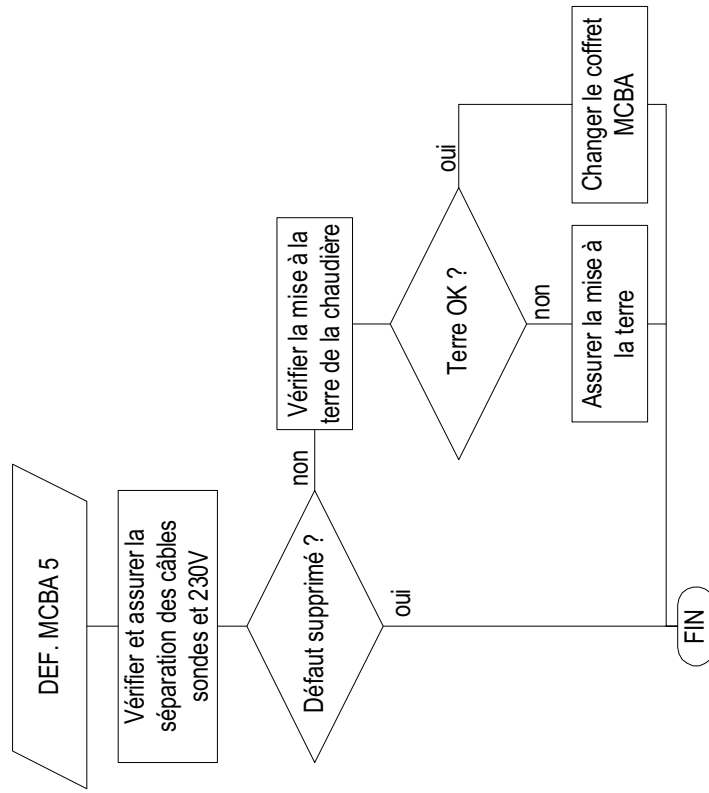 DEF. MCBA 5
Vérifier et assurer la
séparation des câbles
sondes et 230V
Défaut supprimé ?
non
oui
Vérifier la mise à la
terre de la chaudière
Terre OK ?
oui
non
Assurer la mise à
la terre
Changer le coffret
MCBA
FIN